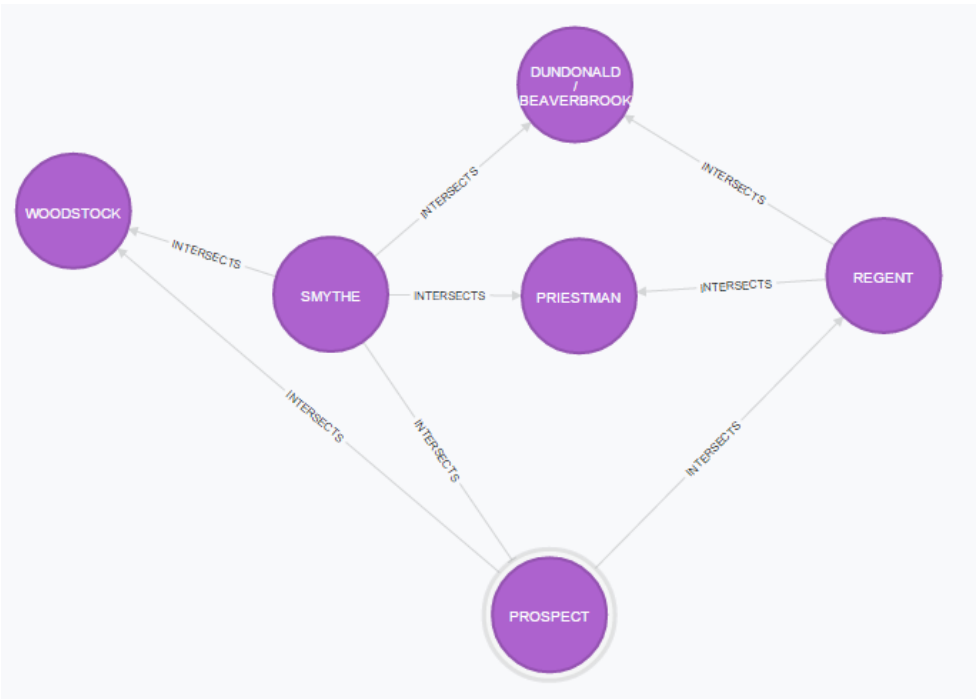 DUNDONALD
/
BEAVERBROOK
INTERSECTS
INTERSECTS
WOODSTOCK
INTERSECTS
SMYTHE
INTERSECTS
PRIESTMAN
INTERSECTS
REGENT
INTERSECTS
INTERSECTS
INTERSECTS
PROSPECT